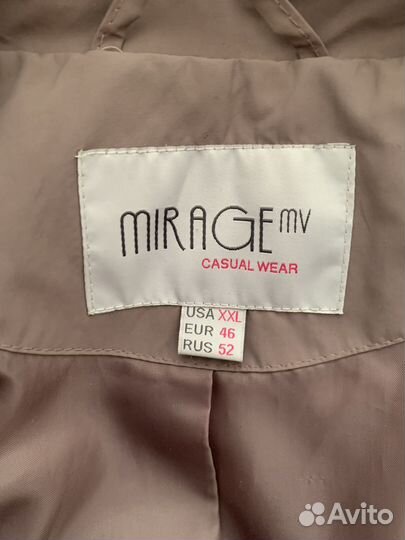 MIRAGE MV
CASUAL WEAR
USA XXL
EUR 46
RUS 52
Avito